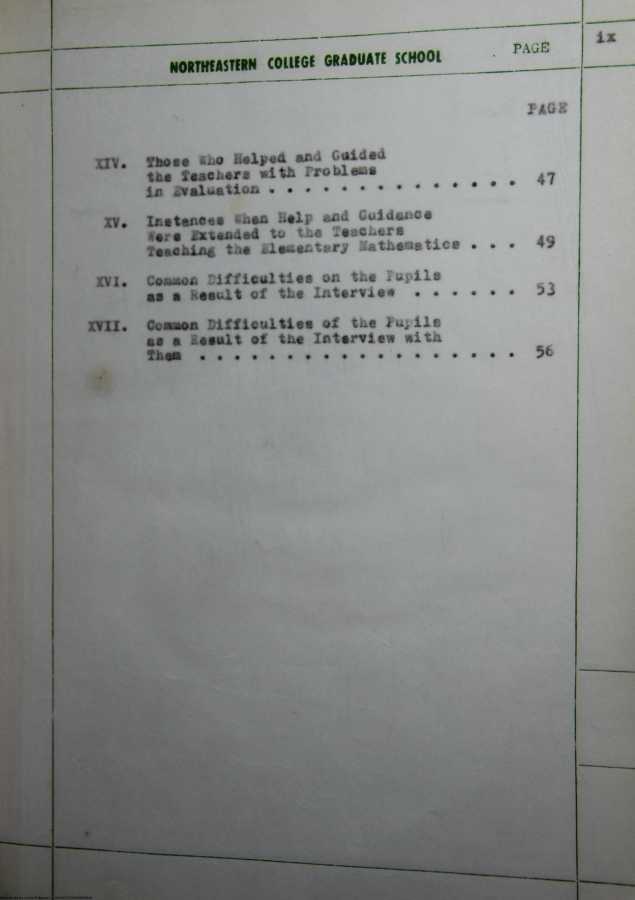 NORTHEASTERN COLLEGE GRADUATE SCHOOL PAGE ix
PAGE
XIV. Those Who Helped and Guided
the Teachers with Problems
in Evaluation . . . . . . . . . . . . . . 47
XV. Instances When Help and Guidance
Were Extended to the Teachers
Teaching the Elementary Mathematics . . . 49
XVI. Common Difficulties on the Pupils
as a Result of the Interview . . . . . . 53
XVII. Common Difficulties of the Pupils
as a Result of the Interview with
Them . . . . . . . . . . . . . . . . . . 56